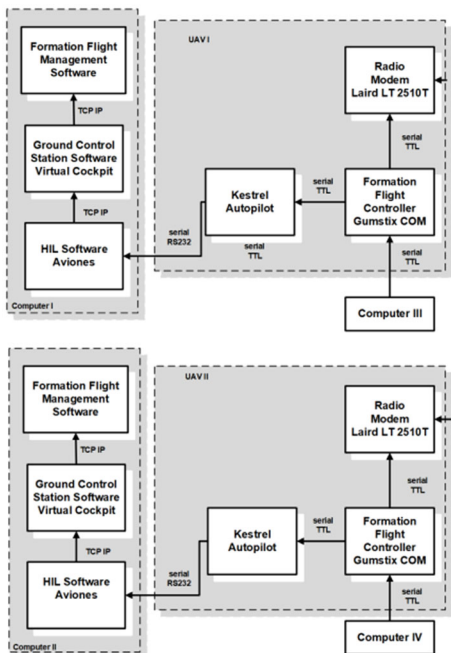 Formation Flight
Management
Software
TCP IP
Ground Control
Station Software
Virtual Cockpit
TCP IP
HIL Software
Aviones
Computer I
serial
RS232
UAV I
Kestrel
Autopilot
serial
TTL
serial
TTL
Radio
Modem
Laird LT 2510T
serial
TTL
Formation
Flight
Controller
Gumstix COM
serial
TTL
Computer III
Formation Flight
Management
Software
TCP IP
Ground Control
Station Software
Virtual Cockpit
TCP IP
HIL Software
Aviones
Computer II
serial
RS232
UAV II
Kestrel
Autopilot
serial
TTL
Radio
Modem
Laird LT 2510T
serial
TTL
Formation
Flight
Controller
Gumstix COM
serial
TTL
Computer IV